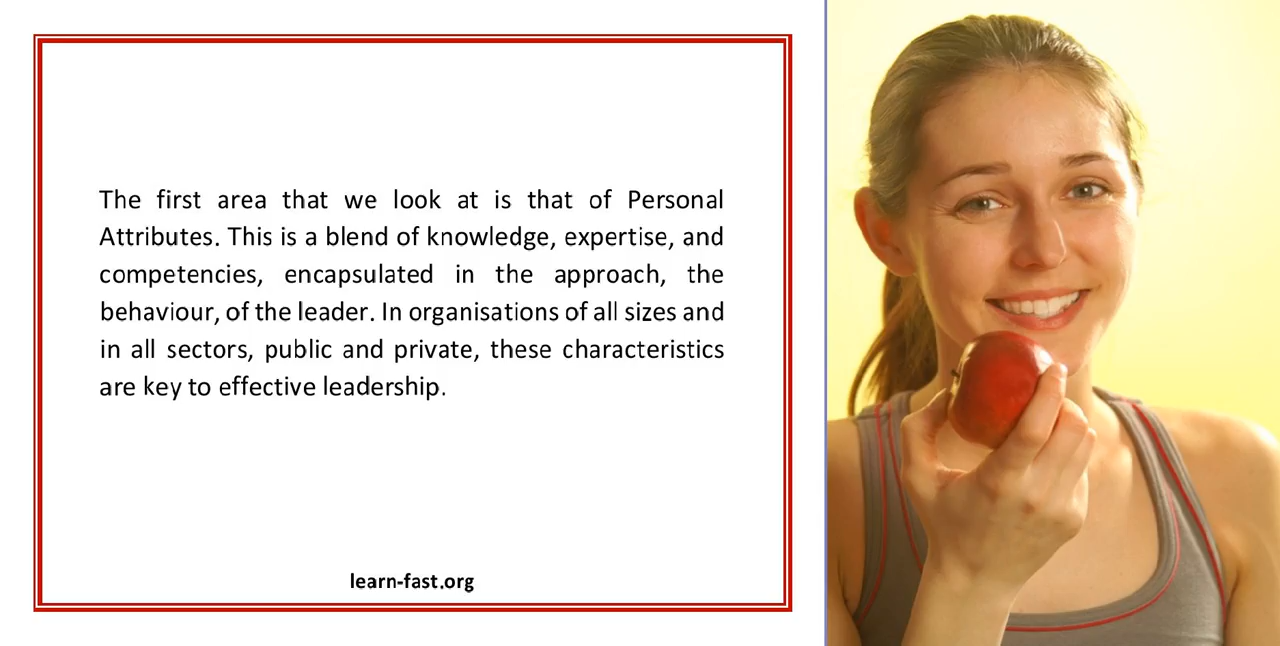 The first area that we look at is that of Personal
Attributes. This is a blend of knowledge, expertise, and
competencies, encapsulated in the approach, the
behaviour, of the leader. In organisations of all sizes and
in all sectors, public and private, these characteristics
are key to effective leadership.
learn-fast.org